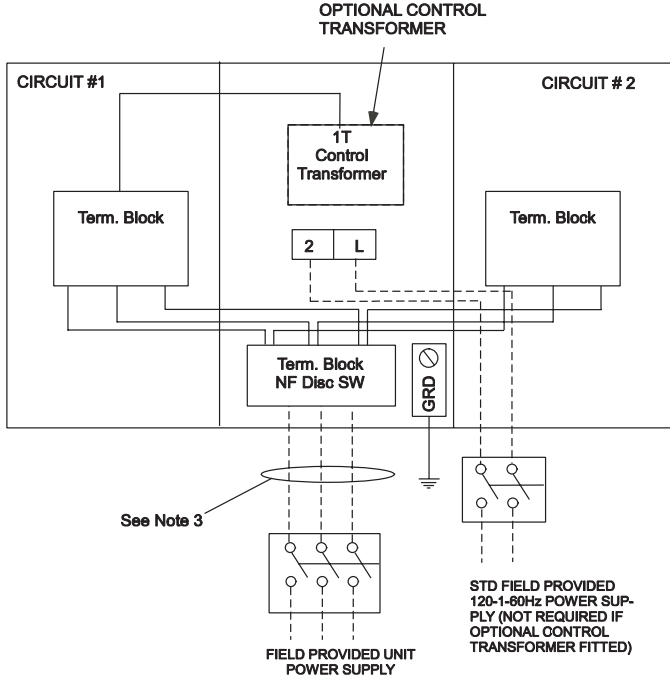 OPTIONAL CONTROL
TRANSFORMER
CIRCUIT #1
CIRCUIT # 2
1T
Control
Transformer
Term. Block
Term. Block
2 L
Term. Block
NF Disc SW
GRD
See Note 3
FIELD PROVIDED UNIT
POWER SUPPLY
STD FIELD PROVIDED
120-1-60Hz POWER SUP-
PLY (NOT REQUIRED IF
OPTIONAL CONTROL
TRANSFORMER FITTED)